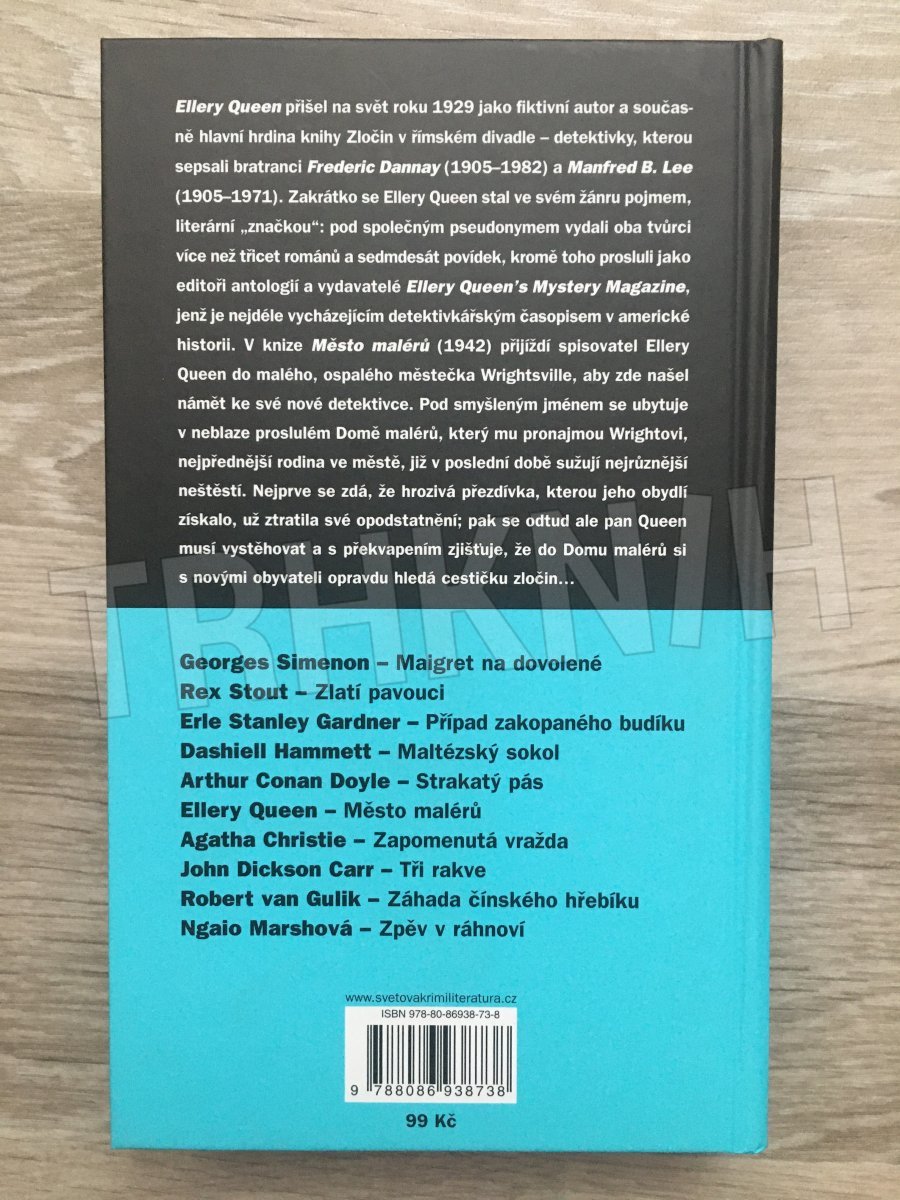 Ellery Queen přišel na svět roku 1929 jako fiktivní autor a součas-
ně hlavní hrdina knihy Zločin v římském divadle – detektivky, kterou
sepsali bratranci Frederic Dannay (1905–1982) a Manfred B. Lee
(1905–1971). Zakrátko se Ellery Queen stal ve svém žánru pojmem,
literární „značkou“: pod společným pseudonymem vydali oba tvůrci
více než třicet románů a sedmdesát povídek, kromě toho prosluli jako
editoři antologií a vydavatelé Ellery Queen's Mystery Magazine,
jenž je nejdéle vycházejícím detektivkářským časopisem v americké
historii. V knize Město malérů (1942) přijíždí spisovatel Ellery
Queen do malého, ospalého městečka Wrightsville, aby zde našel
námět ke své nové detektivce. Pod smyšleným jménem se ubytuje
v neblaze proslulém Domě malérů, který mu pronajmou Wrightovi,
nejpřednější rodina ve městě, již v poslední době sužují nejrůznější
neštěstí. Nejprve se zdá, že hrozivá přezdívka, kterou jeho obydlí
získalo, už ztratila své opodstatnění; pak se odtud ale pan Queen
musí vystěhovat a s překvapením zjišťuje, že do Domu malérů si
s novými obyvateli opravdu hledá cestičku zločin...
TRHKNIH
Georges Simenon – Maigret na dovolené
Rex Stout – Zlatí pavouci
Erle Stanley Gardner – Případ zakopaného budíku
Dashiell Hammett – Maltézský sokol
Arthur Conan Doyle – Strakatý pás
Ellery Queen – Město malérů
Agatha Christie – Zapomenutá vražda
John Dickson Carr – Tři rakve
Robert van Gulik – Záhada čínského hřebíku
Ngaio Marshová – Zpěv v ráhnoví
www.svetovakrimiliteratura.cz
ISBN 978-80-86938-73-8
9 788086 938738
99 Kč